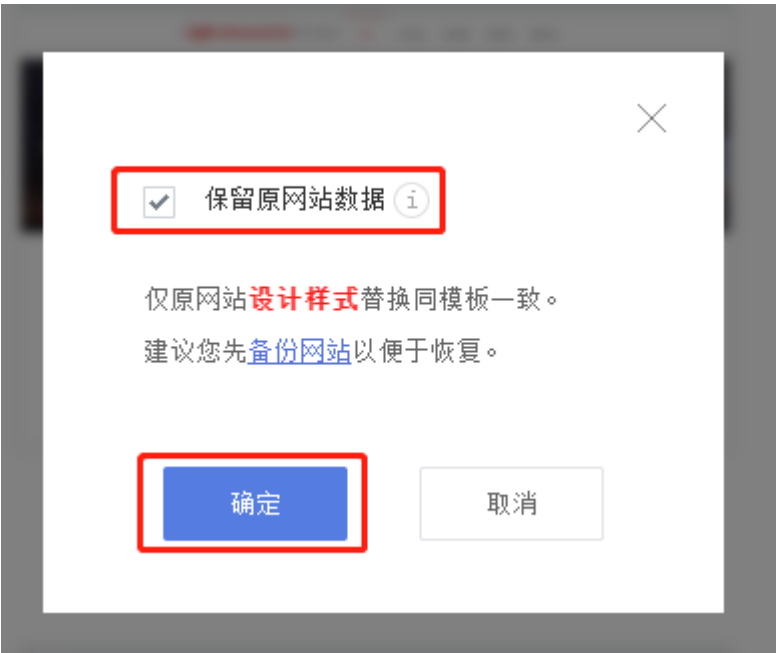 保留原网站数据 i
仅原网站设计样式替换同模板一致。
建议您先备份网站以便于恢复。
确定
取消